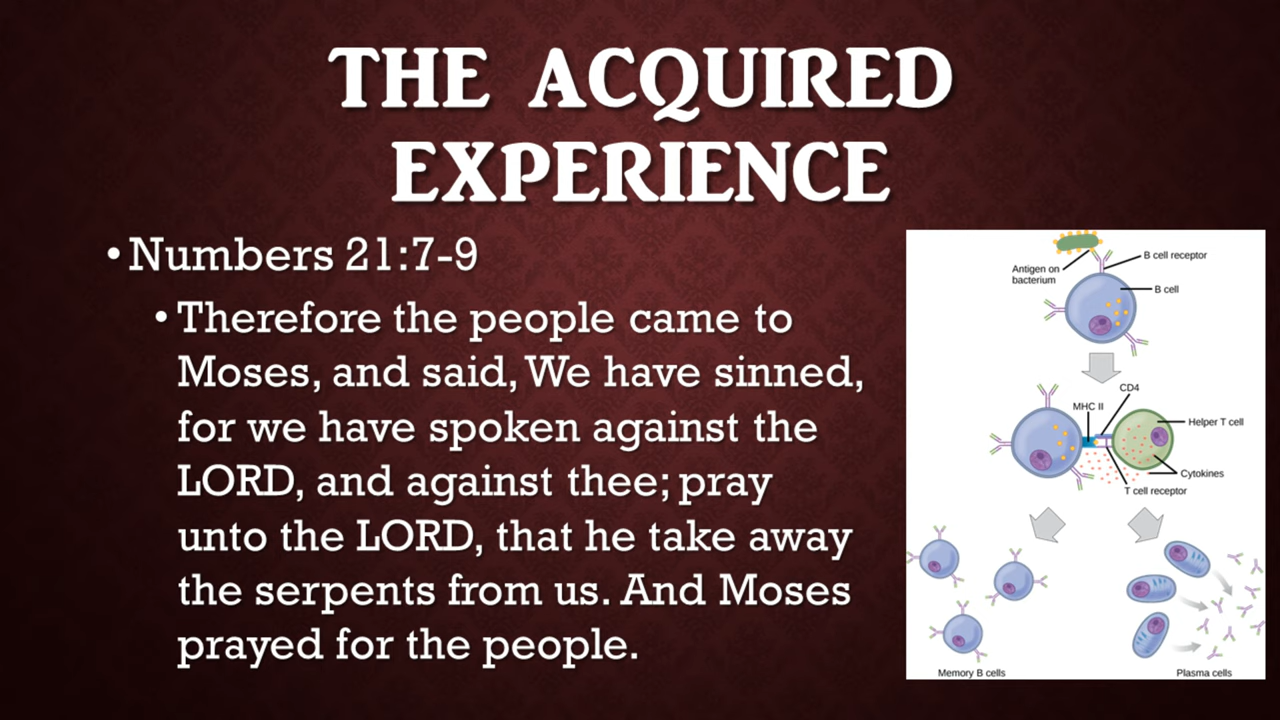 THE ACQUIRED
EXPERIENCE
• Numbers 21:7-9
• Therefore the people came to
Moses, and said, We have sinned,
for we have spoken against the
LORD, and against thee; pray
unto the LORD, that he take away
the serpents from us. And Moses
prayed for the people.
B cell receptor
Antigen on
bacterium
B cell
CD4
MHC II
Helper T cell
Cytokines
T cell receptor
Memory B cells
Plasma cells